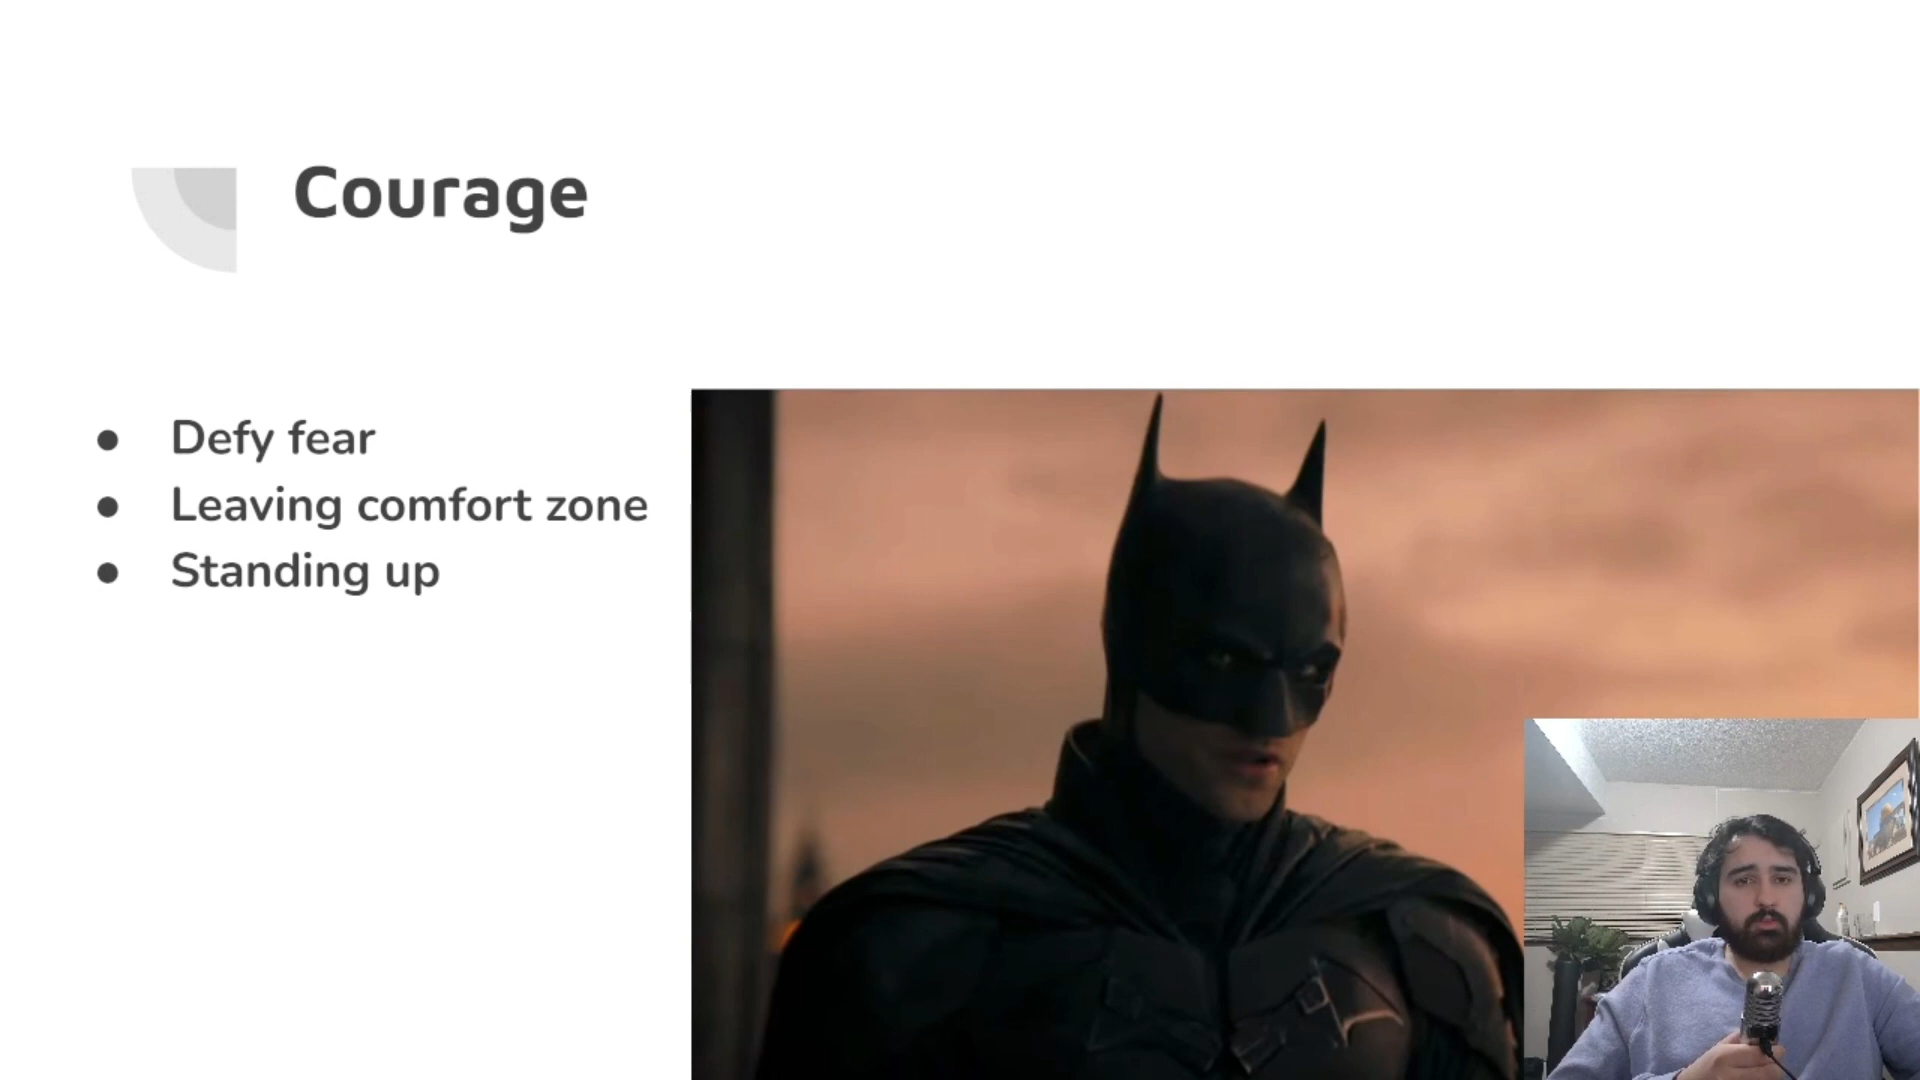 Courage
● Defy fear
● Leaving comfort zone
● Standing up